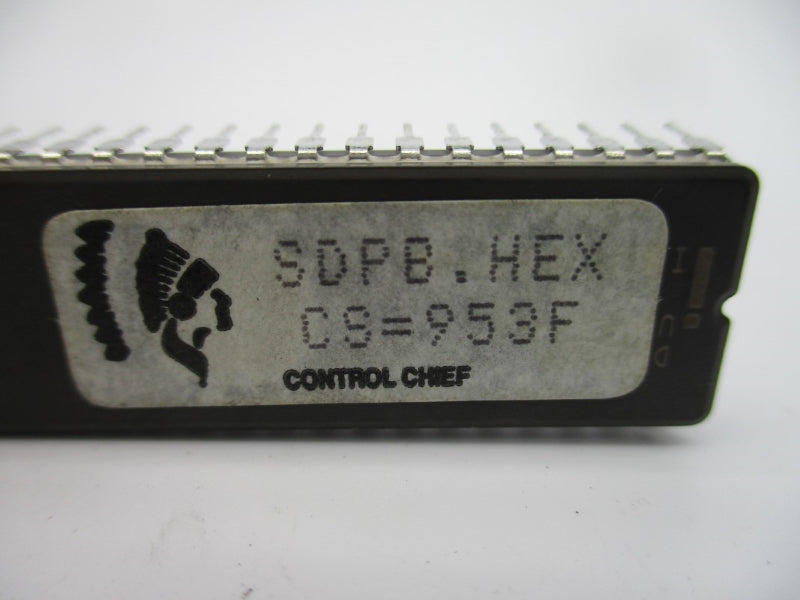 SDPB.HEX
CS=953F
CONTROL CHIEF